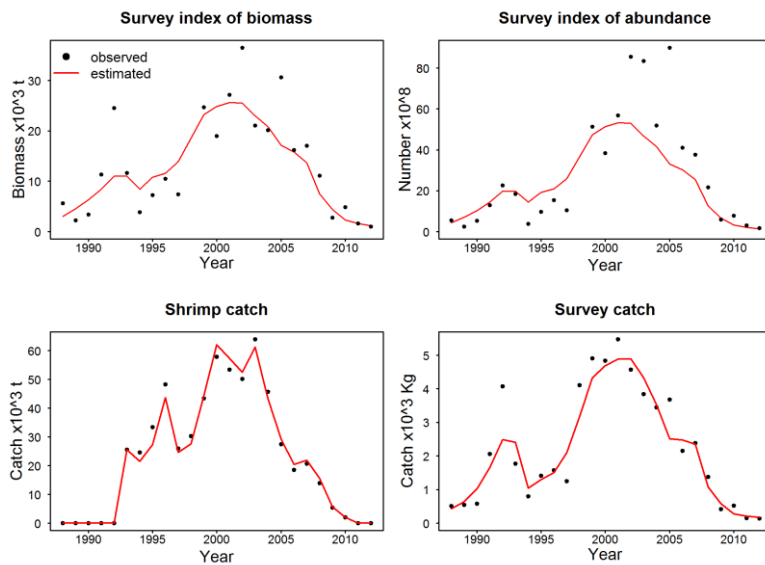 Survey index of biomass
observed
estimated
Biomass x10^3 t
30
20
10
0
1990 1995 2000 2005 2010
Year
Survey index of abundance
Number x10^8
80
60
40
20
0
1990 1995 2000 2005 2010
Year
Shrimp catch
Catch x10^3 t
60
50
40
30
20
10
0
1990 1995 2000 2005 2010
Year
Survey catch
Catch x10^3 Kg
5
4
3
2
1
0
1990 1995 2000 2005 2010
Year